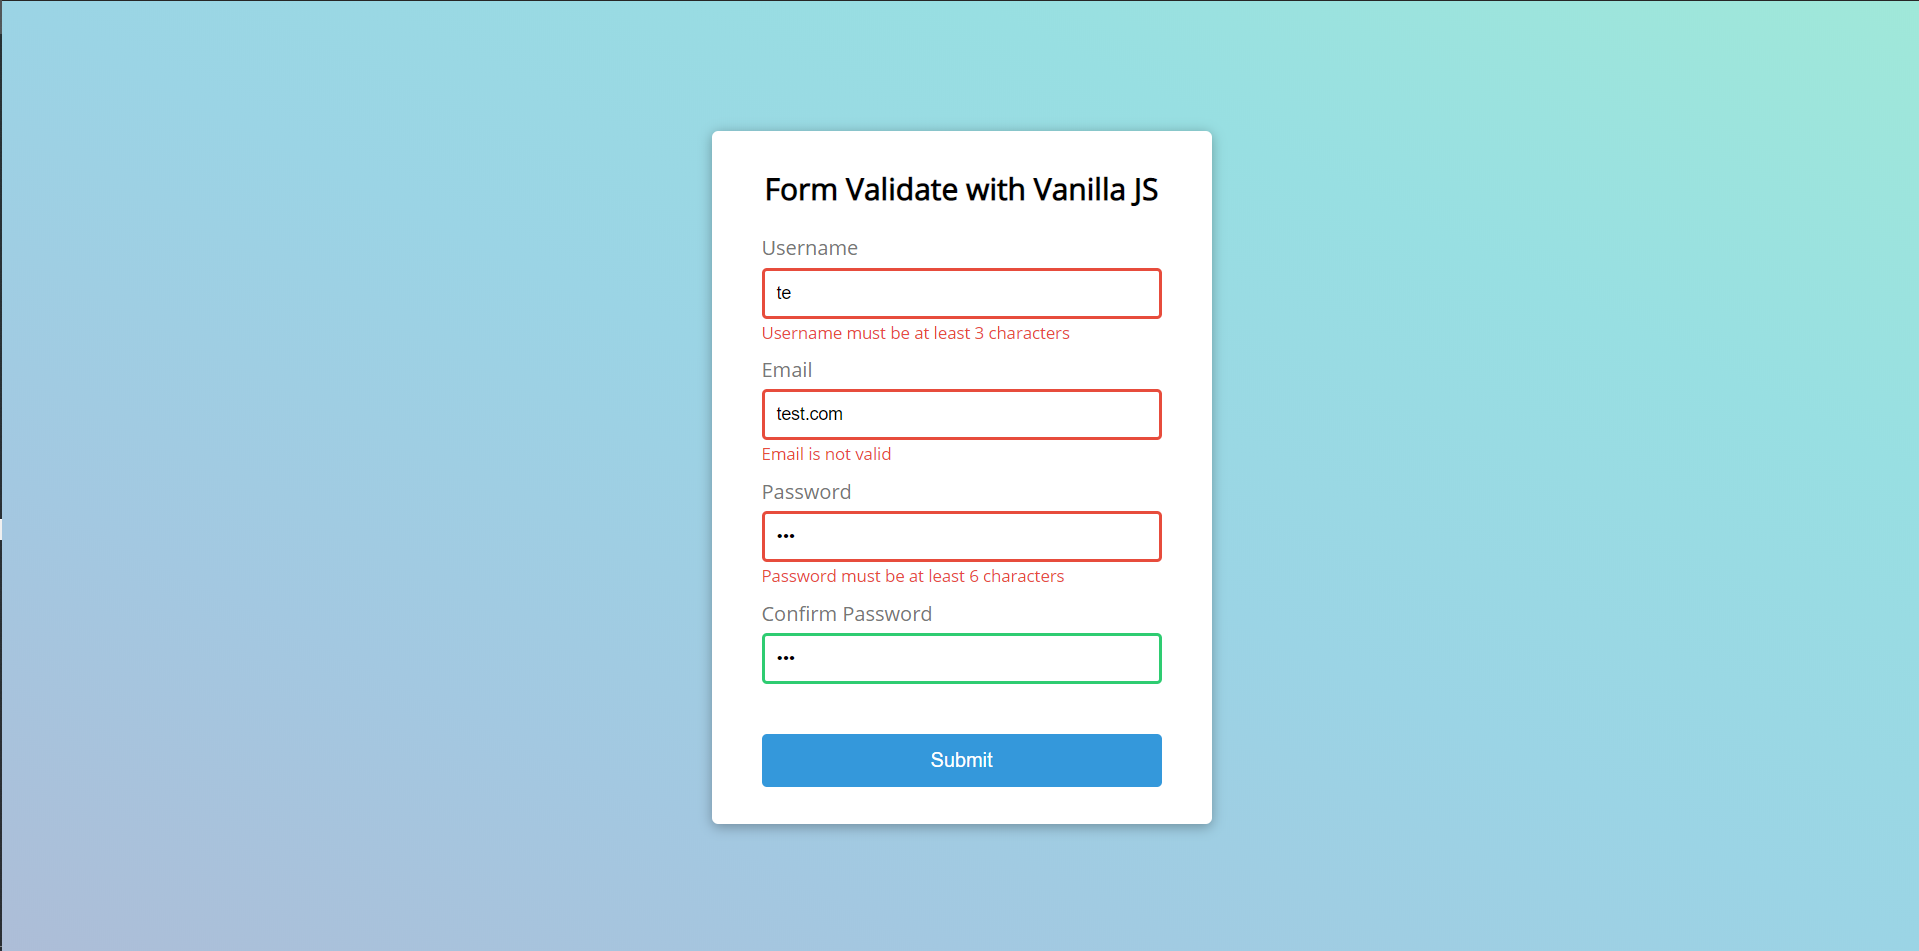 Form Validate with Vanilla JS
Username
te
Username must be at least 3 characters
Email
test.com
Email is not valid
Password
•••
Password must be at least 6 characters
Confirm Password
•••
Submit